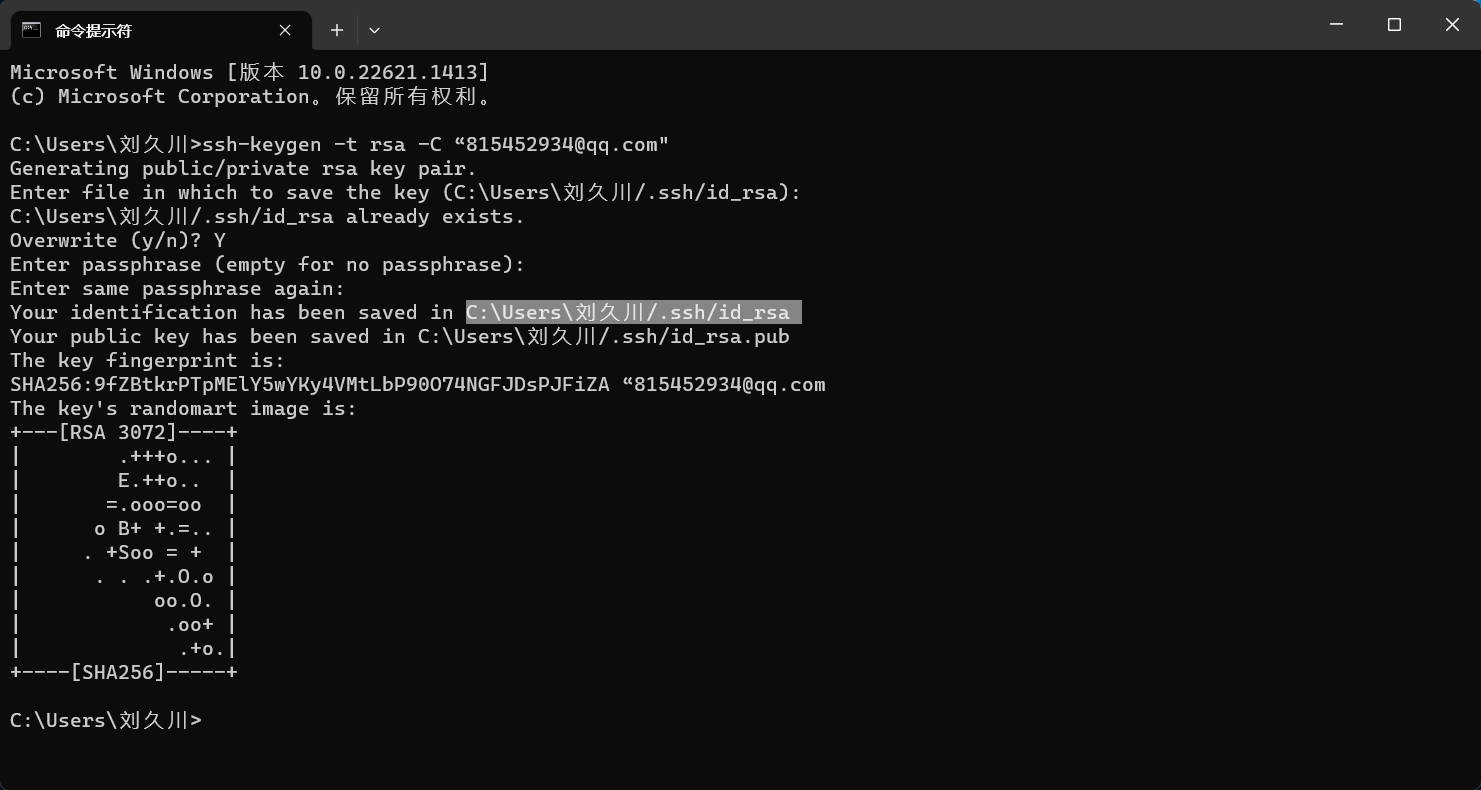 命令提示符
Microsoft Windows [版本 10.0.22621.1413]
(c) Microsoft Corporation。保留所有权利。
C:\Users\刘久川>ssh-keygen -t rsa -C “815452934@qq.com"
Generating public/private rsa key pair.
Enter file in which to save the key (C:\Users\刘久川/.ssh/id_rsa):
C:\Users\刘久川/.ssh/id_rsa already exists.
Overwrite (y/n)? Y
Enter passphrase (empty for no passphrase):
Enter same passphrase again:
Your identification has been saved in C:\Users\刘久川/.ssh/id_rsa
Your public key has been saved in C:\Users\刘久川/.ssh/id_rsa.pub
The key fingerprint is:
SHA256:9fZBtkrPTpMElY5wYKy4VMtLbP90O74NGFJDsPJFiZA “815452934@qq.com
The key's randomart image is:
+---[RSA 3072]----+
|        .+++o... |
|        E.++o..  |
|       =.ooo=oo  |
|      o B+ +.=.. |
|     . +Soo = +  |
|      . . .+.O.o |
|           oo.O. |
|            .oo+ |
|             .+o.|
+----[SHA256]-----+
C:\Users\刘久川>